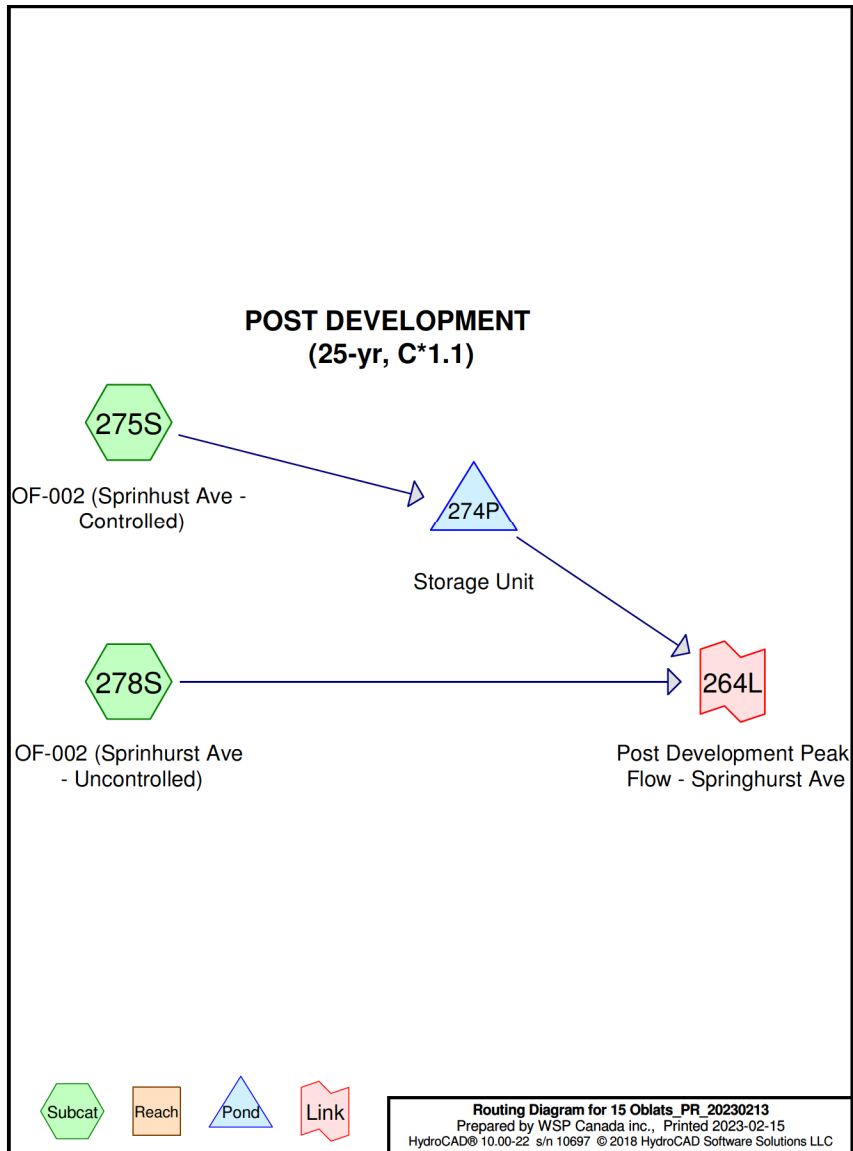 POST DEVELOPMENT
(25-yr, C*1.1)
275S
OF-002 (Sprinhust Ave -
Controlled)
274P
Storage Unit
278S
264L
OF-002 (Sprinhurst Ave
- Uncontrolled)
Post Development Peak
Flow - Springhurst Ave
Subcat
Reach
Pond
Link
Routing Diagram for 15 Oblats_PR_20230213
Prepared by WSP Canada inc., Printed 2023-02-15
HydroCAD® 10.00-22 s/n 10697 © 2018 HydroCAD Software Solutions LLC